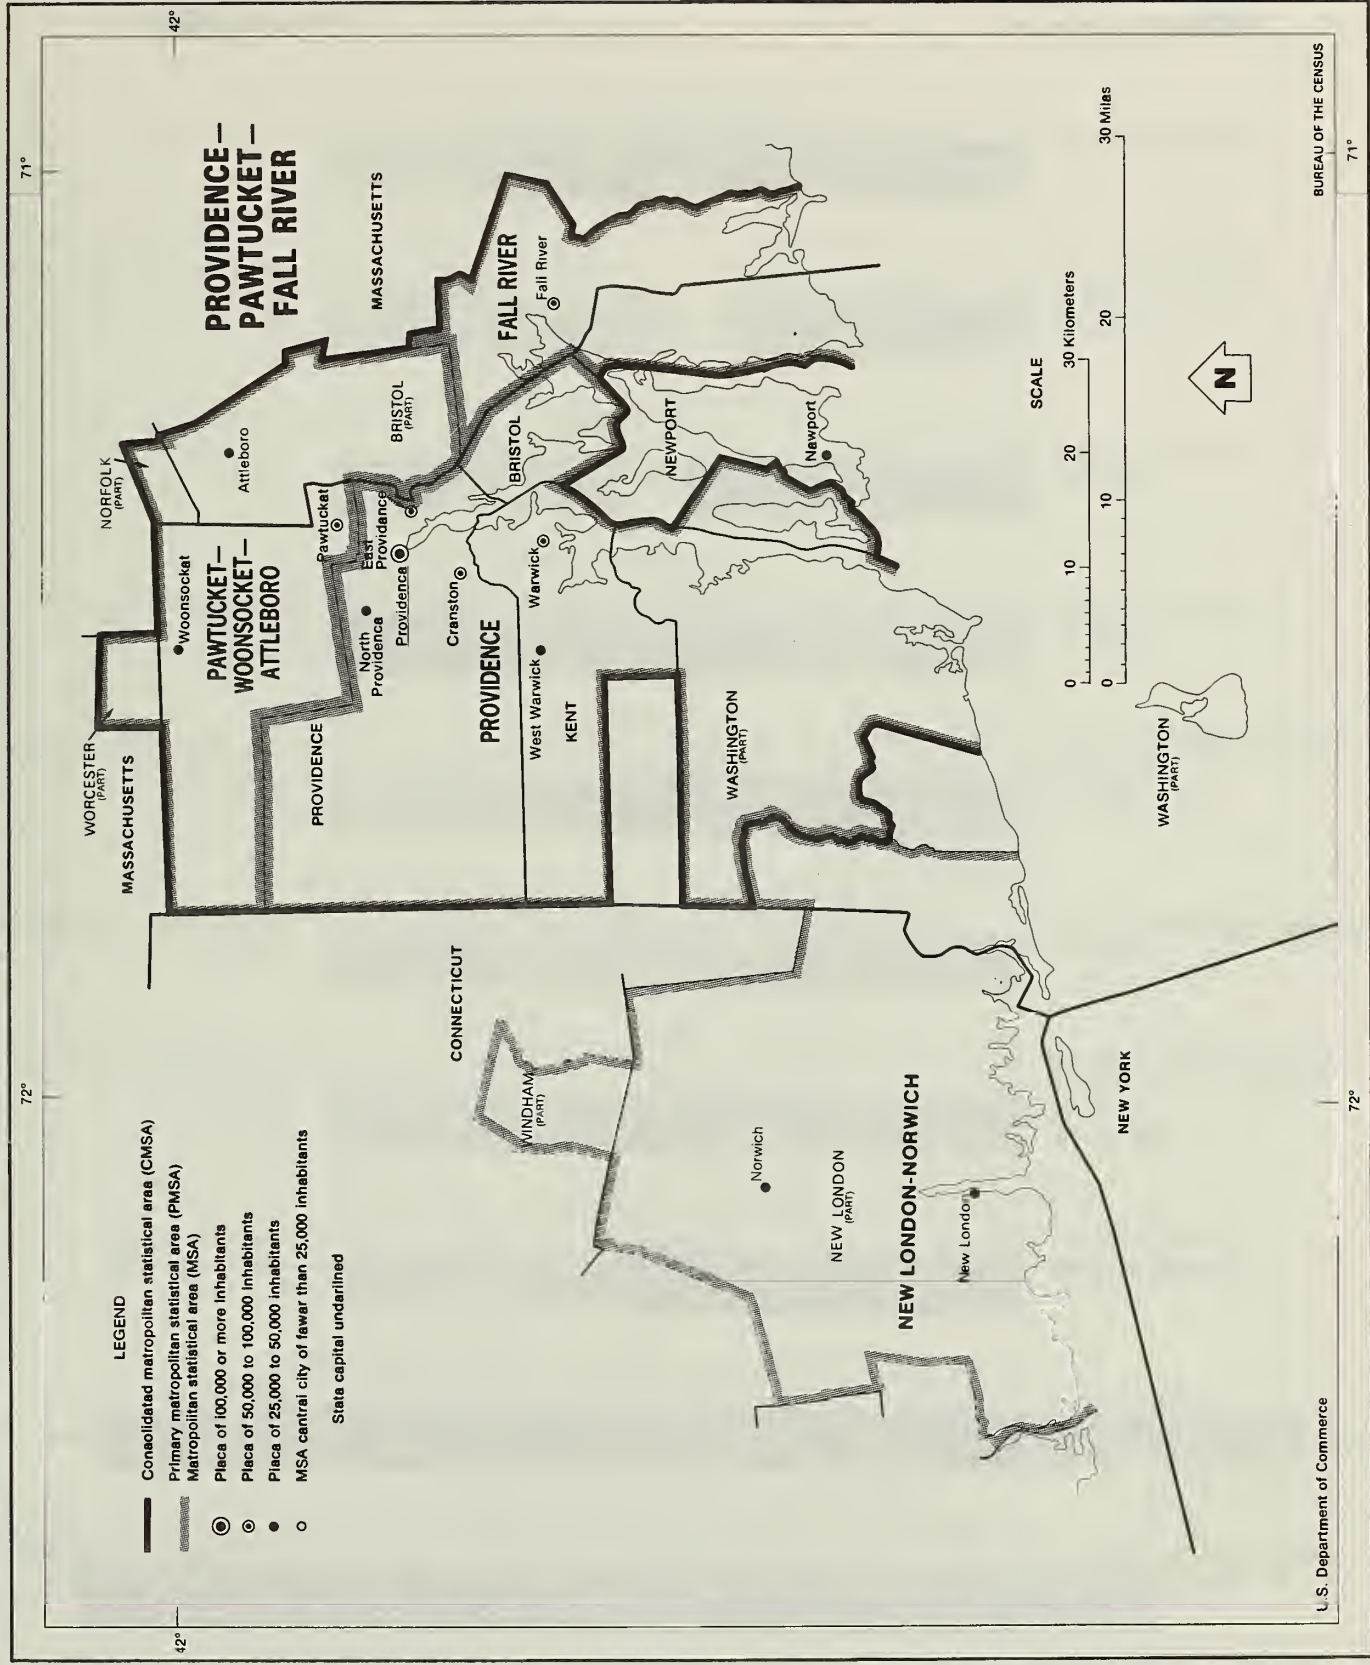 LEGEND
Consolidated metropolitan statistical area (CMSA)
Primary metropolitan statistical area (PMSA)
Metropolitan statistical area (MSA)
Place of 100,000 or more inhabitants
Place of 50,000 to 100,000 inhabitants
Place of 25,000 to 50,000 inhabitants
MSA central city of fewer than 25,000 inhabitants
State capital underlined
42°
72°
71°
42°
PROVIDENCE—
PAWTUCKET—
FALL RIVER
MASSACHUSETTS
WORCESTER
(PART)
MASSACHUSETTS
NORFOLK
(PART)
Woonsocket
PAWTUCKET—
WOONSOCKET—
ATTLEBORO
Attleboro
Pawtucket
BRISTOL
(PART)
PROVIDENCE
North
Providence
East
Providence
Providence
Cranston
PROVIDENCE
FALL RIVER
Fall River
BRISTOL
Warwick
West Warwick
KENT
NEWPORT
Newport
WASHINGTON
(PART)
CONNECTICUT
WINDHAM
(PART)
Norwich
NEW LONDON
(PART)
NEW LONDON-NORWICH
New London
NEW YORK
WASHINGTON
(PART)
SCALE
0 10 20 30 Kilometers
0 10 20 30 Miles
N
U.S. Department of Commerce
BUREAU OF THE CENSUS
72°
71°